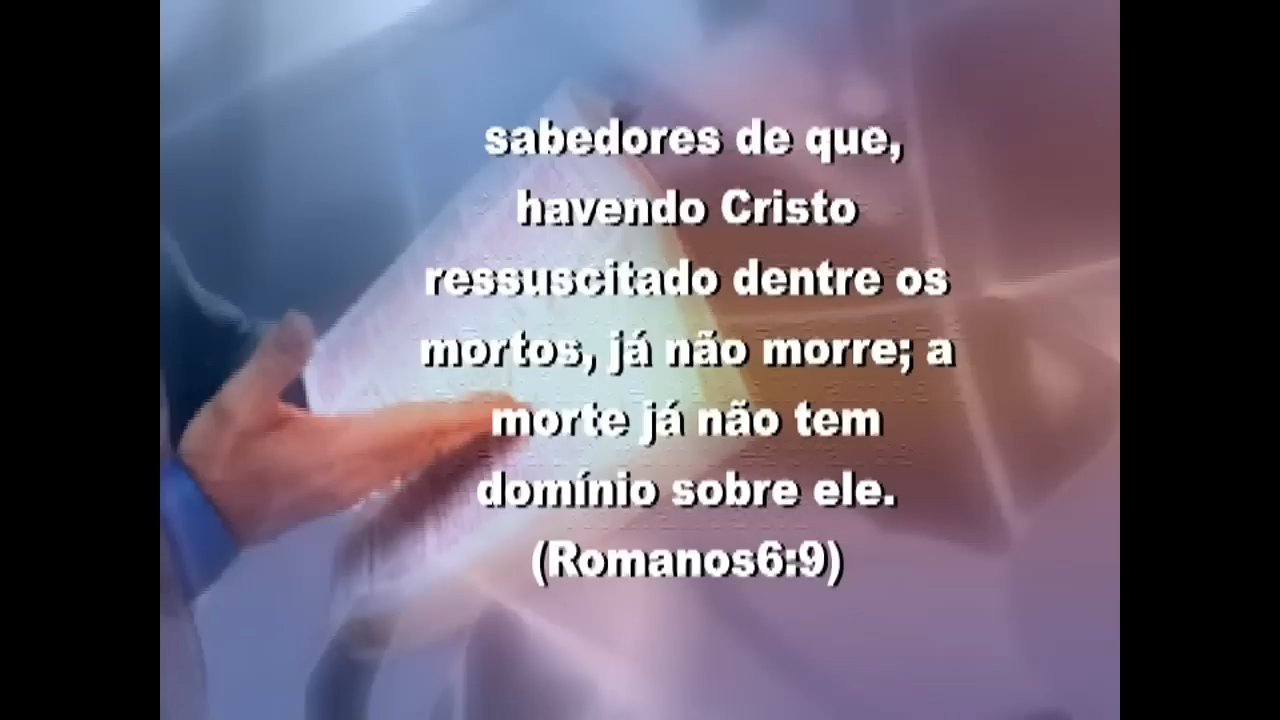 sabedores de que,
havendo Cristo
ressuscitado dentre os
mortos, já não morre; a
morte já não tem
domínio sobre ele.
(Romanos6:9)